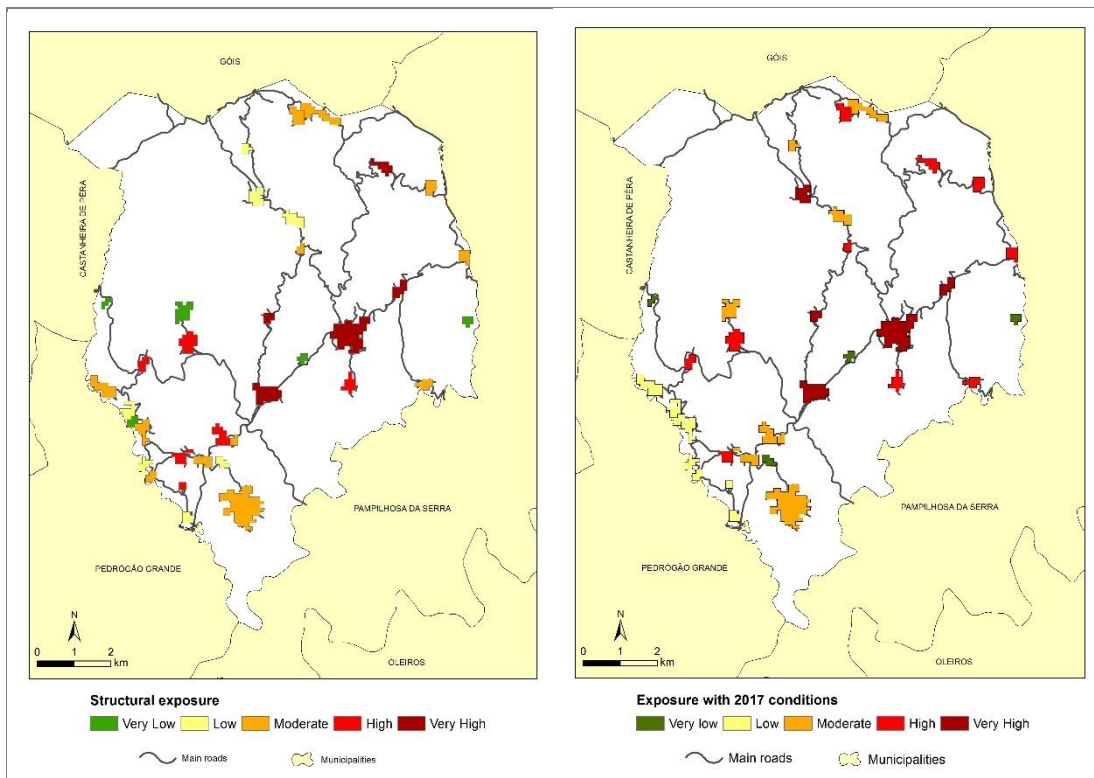 GÓIS
CASTANHEIRA DE PÊRA
PAMPILHOSA DA SERRA
PEDRÓGÃO GRANDE
OLEIROS
N
0 1 2
km
Structural exposure
Very Low Low Moderate High Very High
Main roads Municipalities
GÓIS
CASTANHEIRA DE PÊRA
PAMPILHOSA DA SERRA
PEDRÓGÃO GRANDE
OLEIROS
N
0 1 2
km
Exposure with 2017 conditions
Very low Low Moderate High Very High
Main roads Municipalities